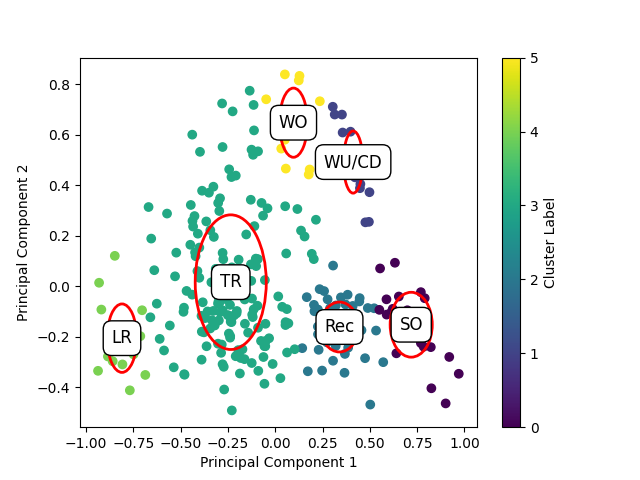 WO
WU/CD
TR
LR
Rec
SO
0.8
0.6
0.4
0.2
0.0
−0.2
−0.4
Principal Component 2
−1.00 −0.75 −0.50 −0.25 0.00 0.25 0.50 0.75 1.00
Principal Component 1
5
4
3
2
1
0
Cluster Label